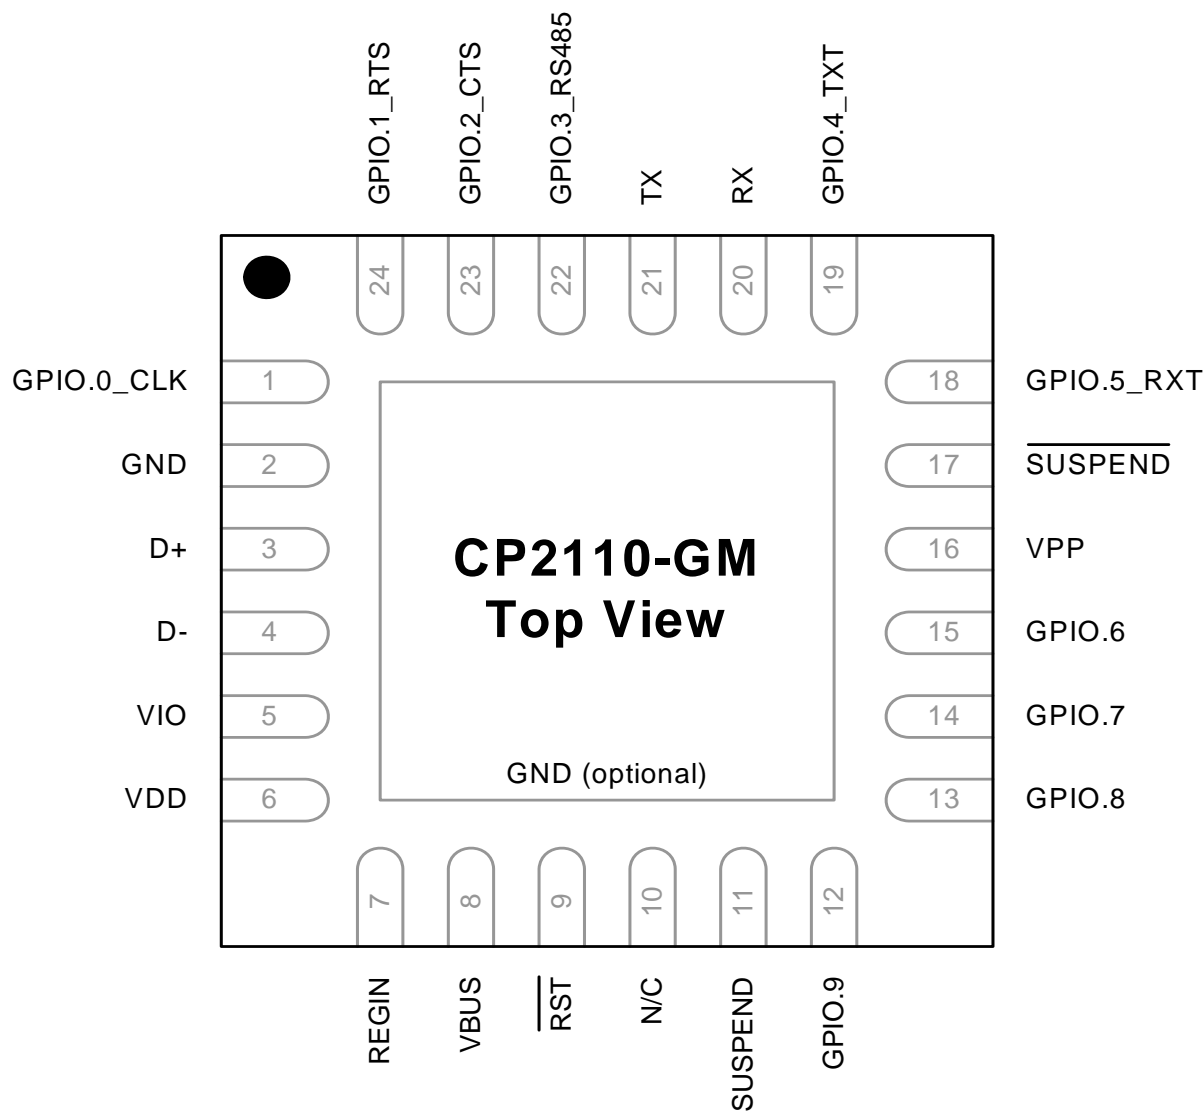 GPIO.1_RTS
GPIO.2_CTS
GPIO.3_RS485
TX
RX
GPIO.4_TXT
24
23
22
21
20
19
GPIO.0_CLK 1
18 GPIO.5_RXT
GND 2
17 SUSPEND
D+ 3
16 VPP
CP2110-GM
Top View
D- 4
15 GPIO.6
VIO 5
14 GPIO.7
GND (optional)
VDD 6
13 GPIO.8
7
8
9
10
11
12
REGIN
VBUS
RST
N/C
SUSPEND
GPIO.9